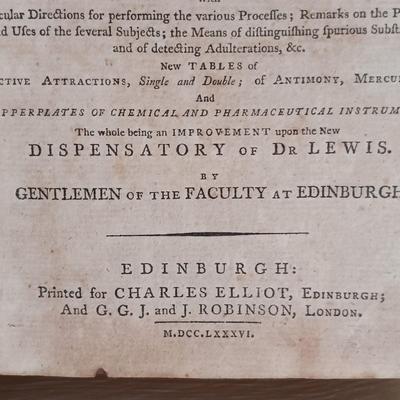 With
cular Directions for performing the various Processes; Remarks on the P
d Uses of the several Subjects; the Means of distinguishing spurious Subst
and of detecting Adulterations, &c.
New TABLES of
ctive Attractions, Single and Double; of Antimony, Mercu
And
PPERPLATES OF CHEMICAL AND PHARMACEUTICAL INSTRUM
The whole being an IMPROVEMENT upon the New
DISPENSATORY of Dr LEWIS.
BY
GENTLEMEN OF THE FACULTY AT EDINBURGH
EDINBURGH:
Printed for CHARLES ELLIOT, Edinburgh;
And G. G. J. and J. ROBINSON, London.
M.DCC.LXXXVI.